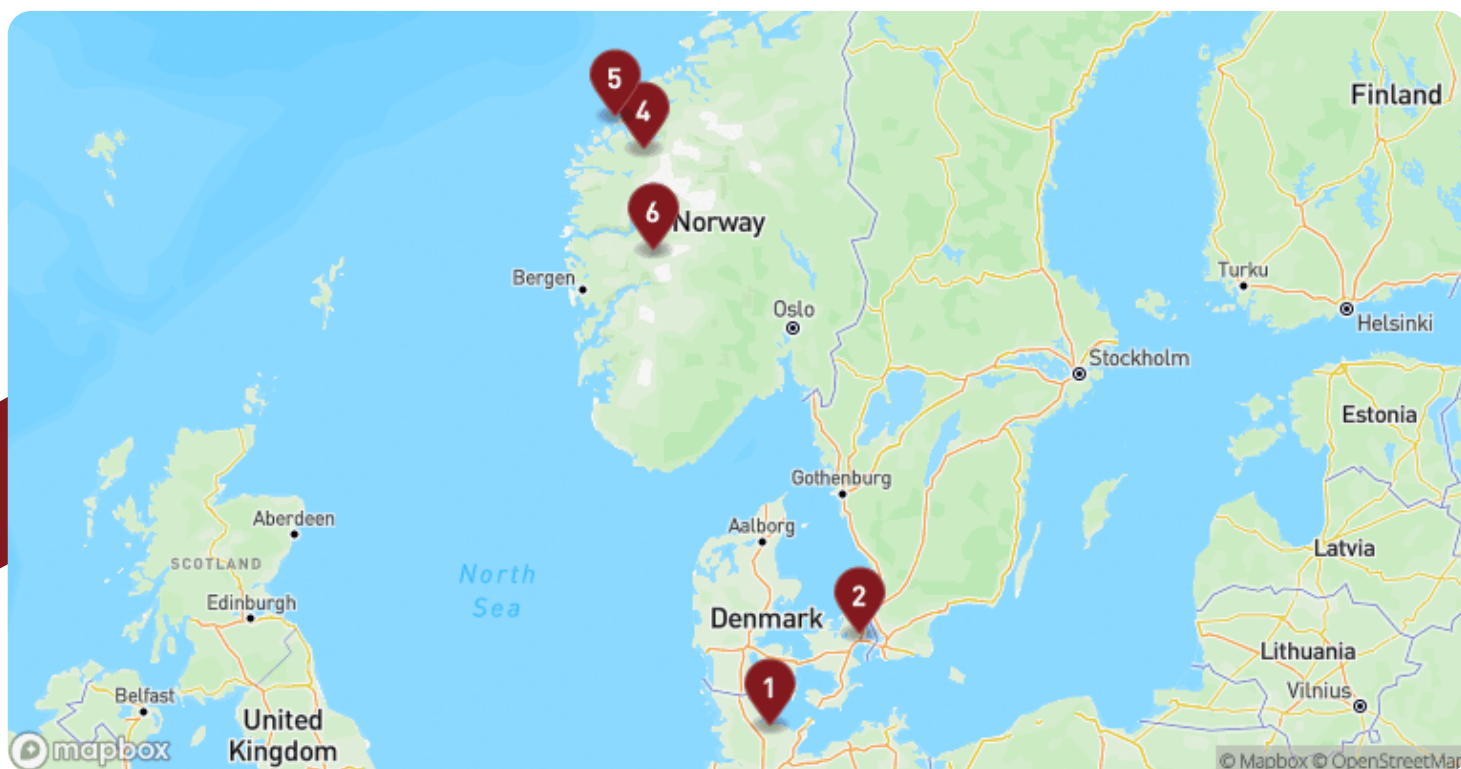 5
4
Finland
6
Norway
Bergen
Turku
Oslo
Helsinki
Stockholm
Estonia
Gothenburg
Aberdeen
Aalborg
SCOTLAND
Latvia
North
Sea
Edinburgh
2
Denmark
Lithuania
1
Vilnius
Belfast
United
Kingdom
mapbox
© Mapbox © OpenStreetMap